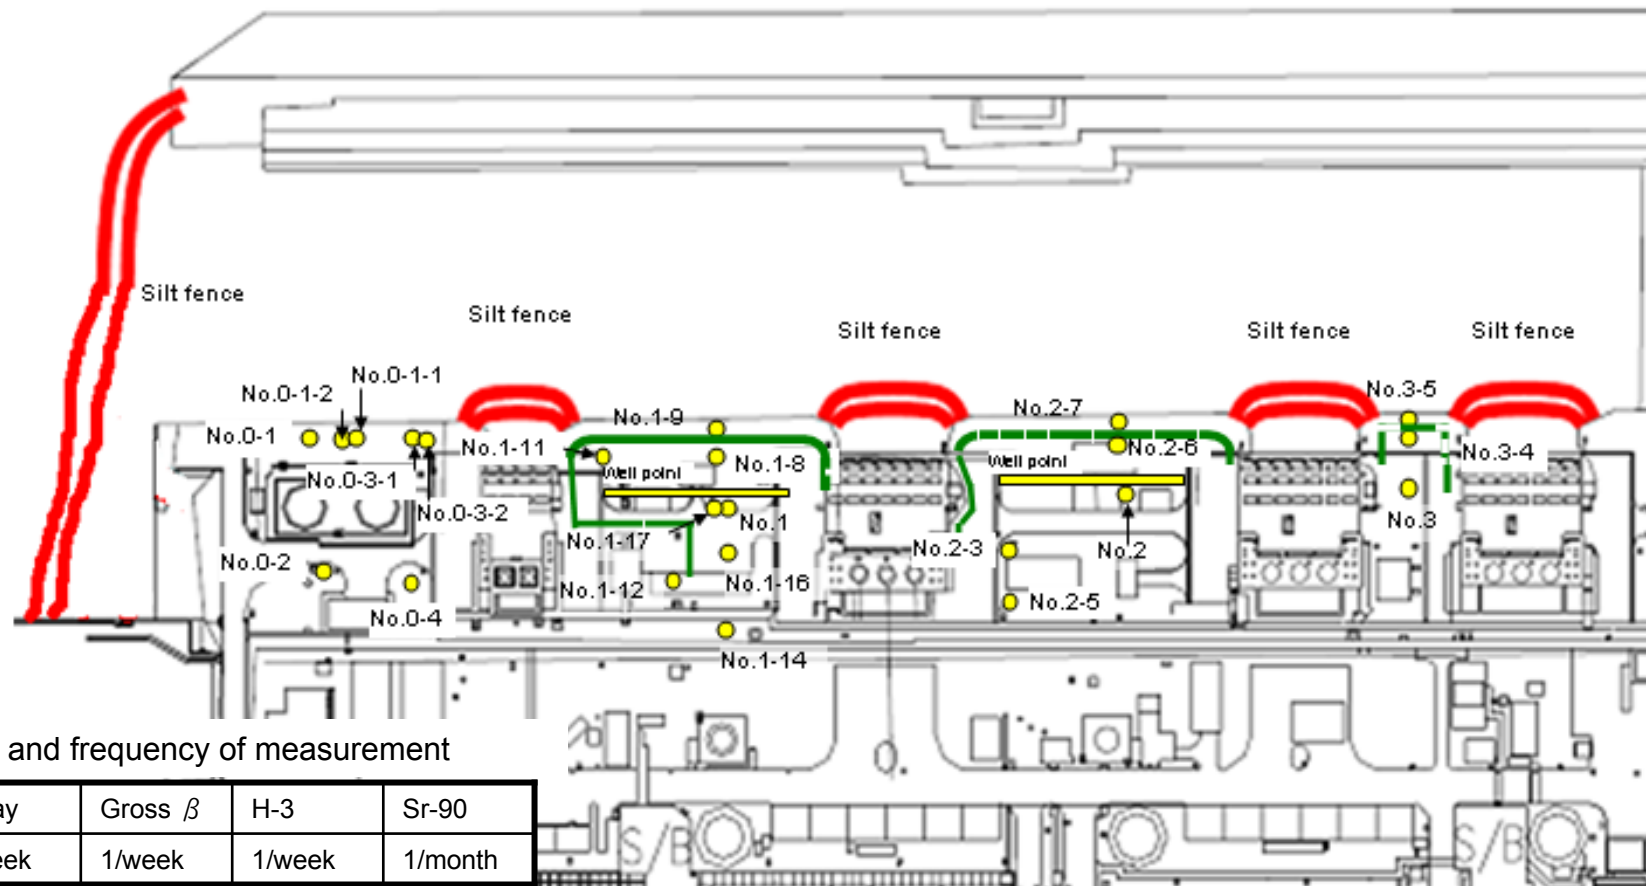 Silt fence
Silt fence
Silt fence
Silt fence
Silt fence
No.0-1-1
No.0-1-2
No.3-5
No.2-7
No.1-9
No.0-1
No.1-11
No.2-6
No.3-4
Well point
No.1-8
Well point
No.0-3-1
No.0-3-2
No.1
No.3
No.1-17
No.2-3
No.2
No.0-2
No.1-12
No.1-16
No.2-5
No.0-4
No.1-14
and frequency of measurement
Gross β H-3 Sr-90
1/week 1/week 1/month
S/B
S/B